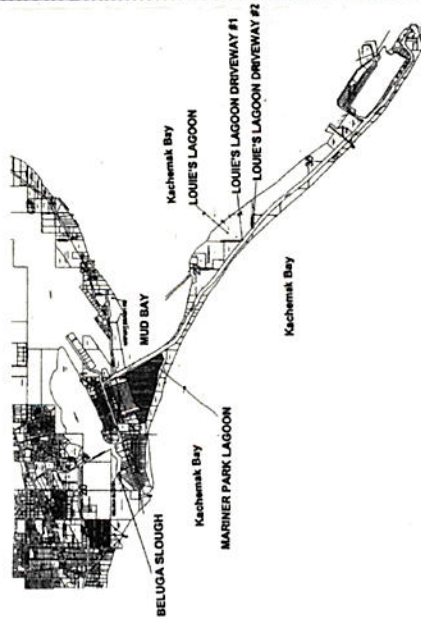 Kachemak Bay
LOUIE'S LAGOON
LOUIE'S LAGOON DRIVEWAY #1
LOUIE'S LAGOON DRIVEWAY #2
MUD BAY
Kachemak Bay
Kachemak Bay
MARINER PARK LAGOON
BELUGA SLOUGH